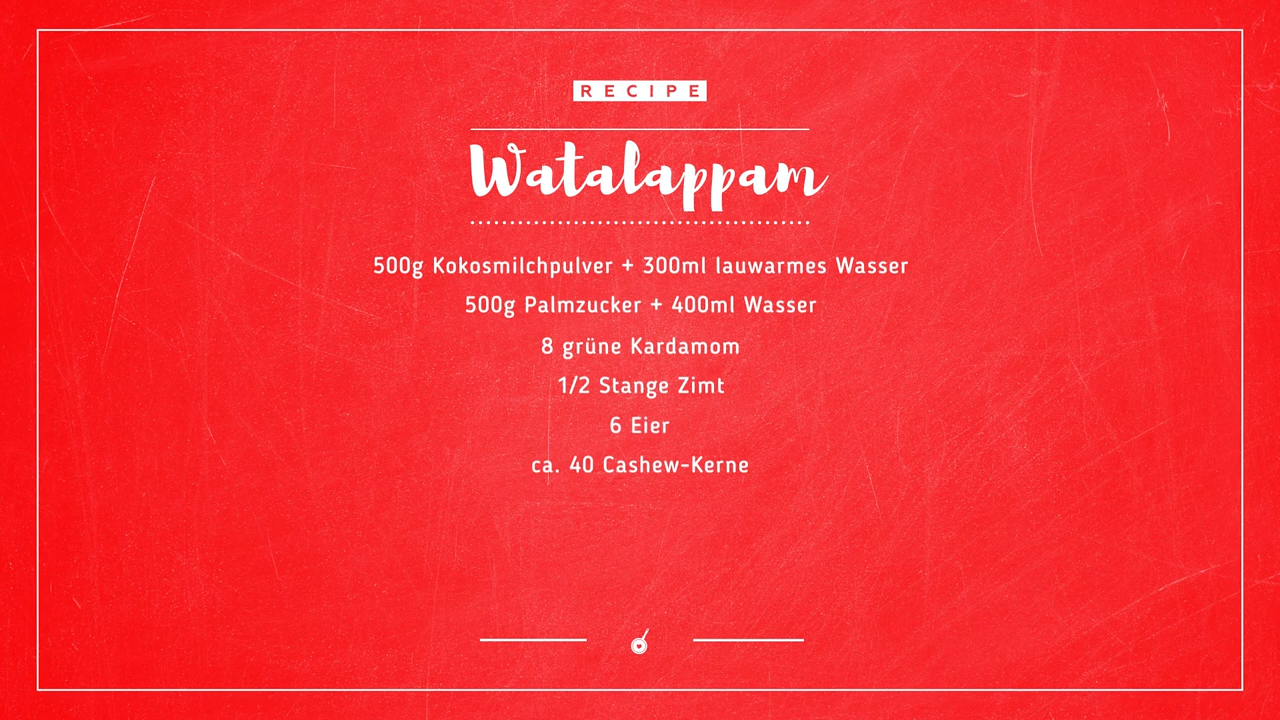 RECIPE
Watalappam
500g Kokosmilchpulver + 300ml lauwarmes Wasser
500g Palmzucker + 400ml Wasser
8 grüne Kardamom
1/2 Stange Zimt
6 Eier
ca. 40 Cashew-Kerne